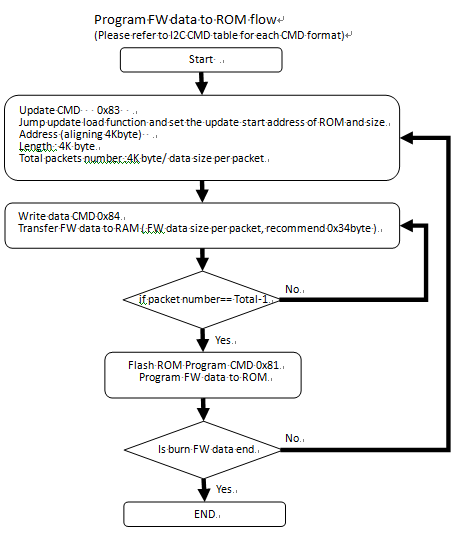 Program FW data to ROM flow
(Please refer to I2C CMD table for each CMD format)
Start
Update CMD 0x83
Jump update load function and set the update start address of ROM and size.
Address (aligning 4Kbyte)
Length : 4K byte
Total packets number :4K byte/ data size per packet
Write data CMD 0x84
Transfer FW data to RAM ( FW data size per packet, recommend 0x34byte )
if packet number== Total-1
No
Yes
Flash ROM Program CMD 0x81
Program FW data to ROM
Is burn FW data end
No
Yes
END